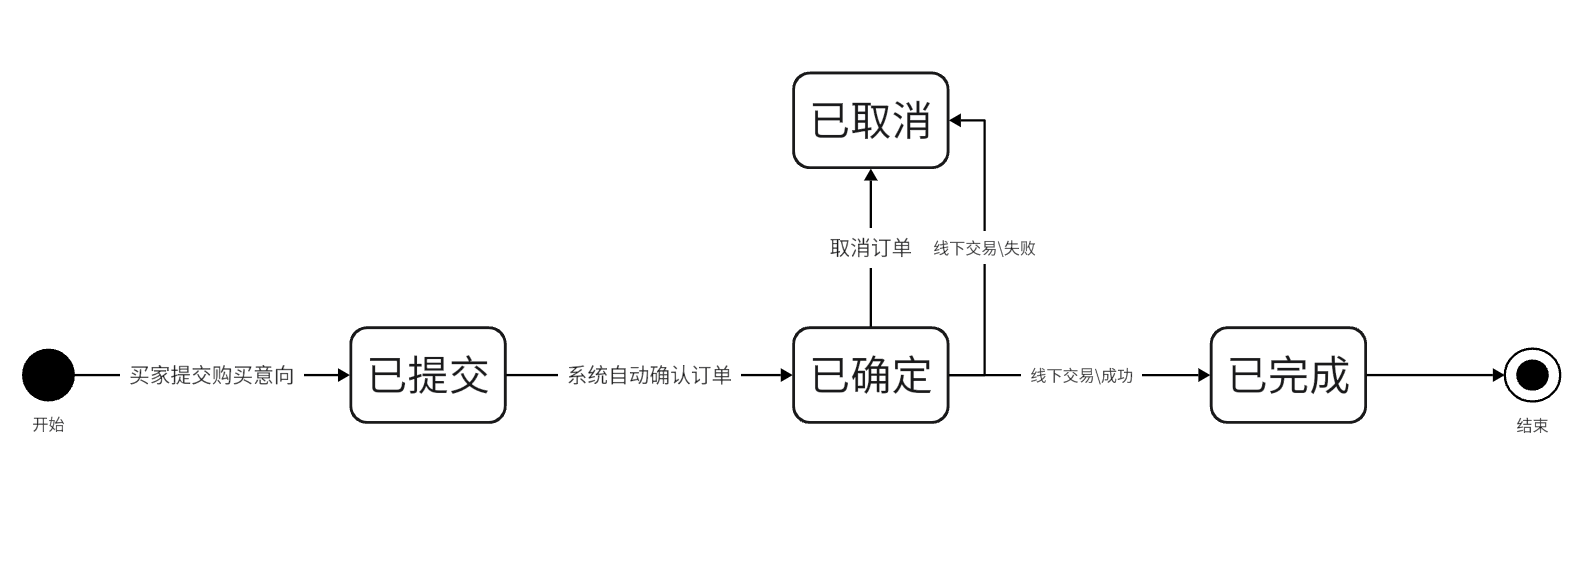 已取消
取消订单
线下交易\失败
开始
买家提交购买意向
已提交
系统自动确认订单
已确定
线下交易\成功
已完成
结束